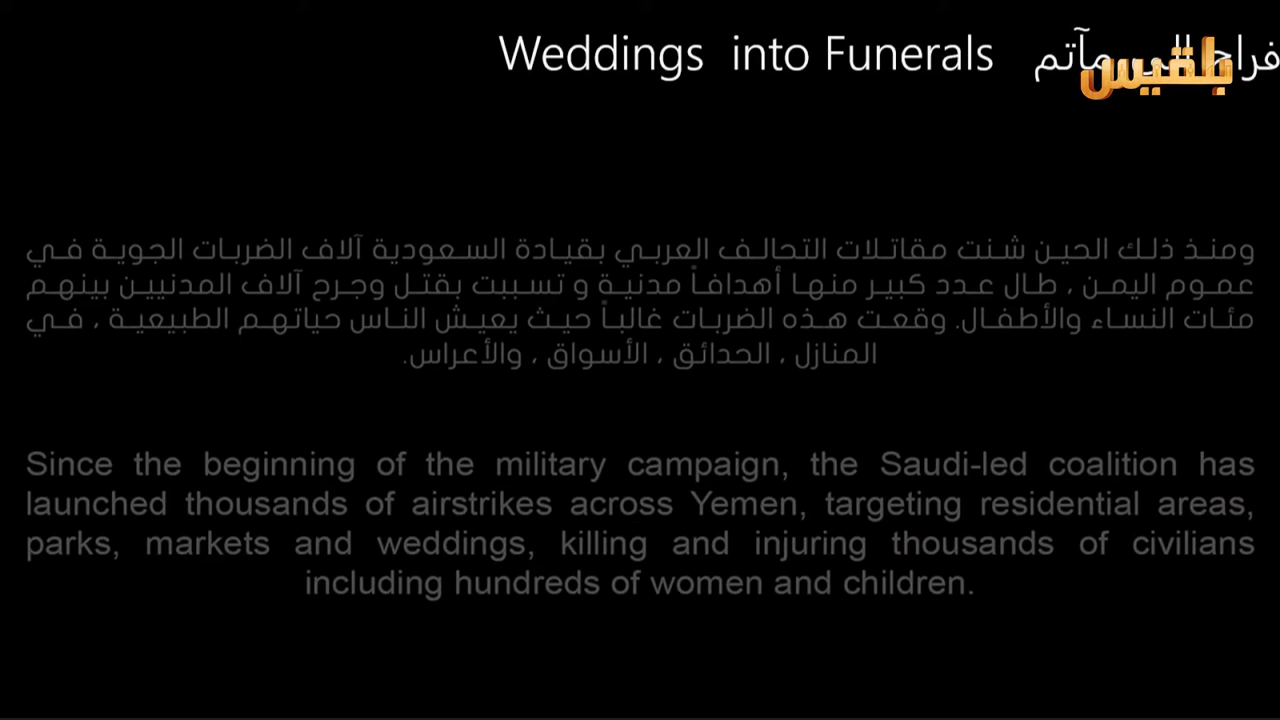 Weddings into Funerals فراح إلى مآتم
بلقيس
ومنذ ذلك الحين شنت مقاتلات التحالف العربي بقيادة السعودية آلاف الضربات الجوية في
عموم اليمن ، طال عدد كبير منها أهدافاً مدنية و تسببت بقتل وجرح آلاف المدنيين بينهم
مئات النساء والأطفال. وقعت هذه الضربات غالباً حيث يعيش الناس حياتهم الطبيعية ، في
المنازل ، الحدائق ، الأسواق ، والأعراس.
Since the beginning of the military campaign, the Saudi-led coalition has
launched thousands of airstrikes across Yemen, targeting residential areas,
parks, markets and weddings, killing and injuring thousands of civilians
including hundreds of women and children.